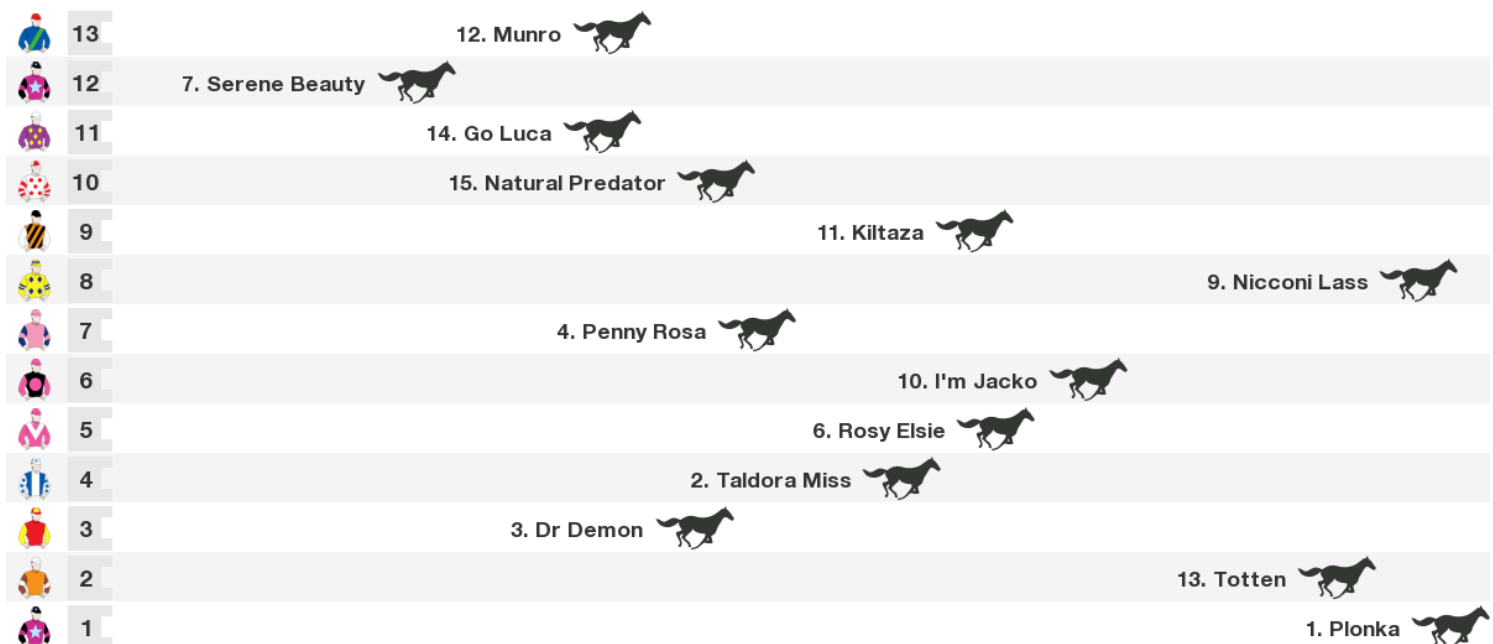 13 12. Munro
12 7. Serene Beauty
11 14. Go Luca
10 15. Natural Predator
9 11. Kiltaza
8 9. Nicconi Lass
7 4. Penny Rosa
6 10. I'm Jacko
5 6. Rosy Elsie
4 2. Taldora Miss
3 3. Dr Demon
2 13. Totten
1 1. Plonka